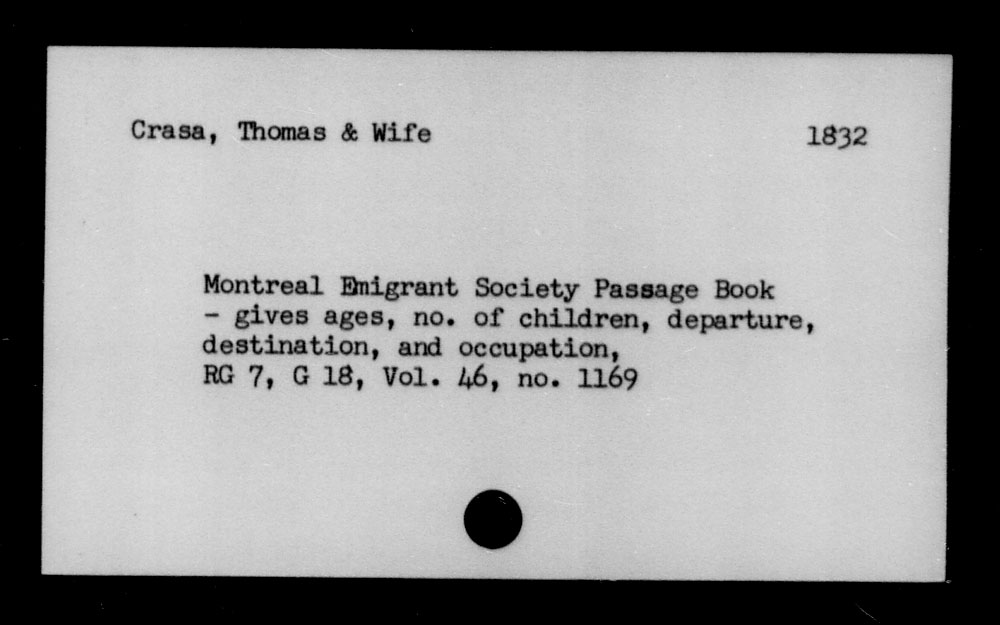 Crasa, Thomas & Wife 1832
Montreal Emigrant Society Passage Book
- gives ages, no. of children, departure,
destination, and occupation,
RG 7, G 18, Vol. 46, no. 1169